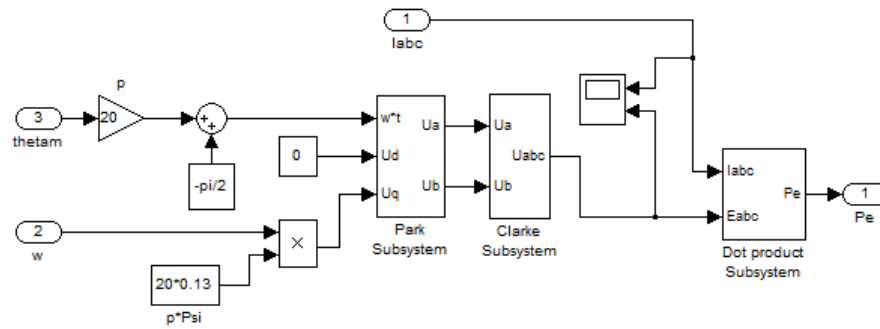 1
Iabc
p
3
20
thetam
+
+
-pi/2
0
w*t
Ud
Uq
Ua
Ub
Park
Subsystem
Ua
Ub
Uabc
Clarke
Subsystem
Iabc
Eabc
Pe
Dot product
Subsystem
1
Pe
2
w
×
20*0.13
p*Psi